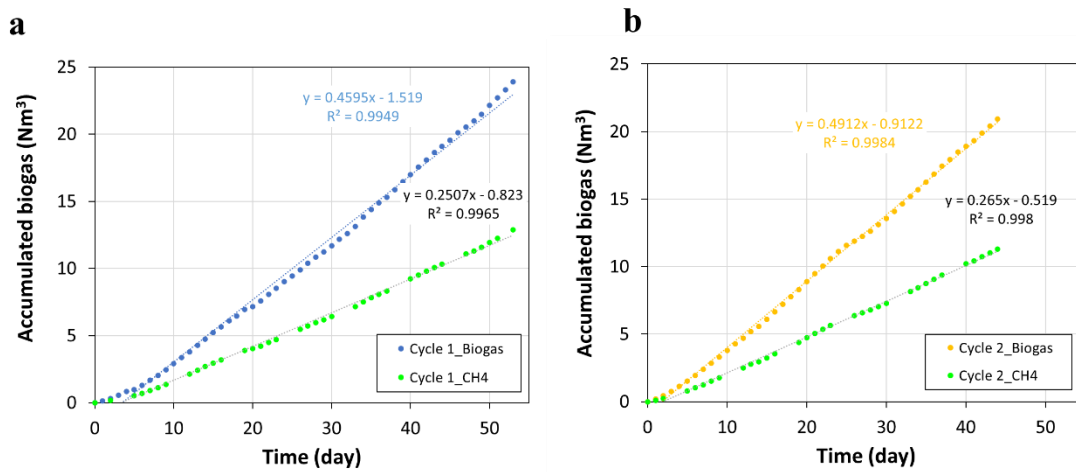 a
Accumulated biogas (Nm³)
25
20
15
10
5
0
y = 0.4595x - 1.519
R² = 0.9949
y = 0.2507x - 0.823
R² = 0.9965
Cycle 1_Biogas
Cycle 1_CH4
0 10 20 30 40 50
Time (day)
b
Accumulated biogas (Nm³)
25
20
15
10
5
0
y = 0.4912x - 0.9122
R² = 0.9984
y = 0.265x - 0.519
R² = 0.998
Cycle 2_Biogas
Cycle 2_CH4
0 10 20 30 40 50
Time (day)